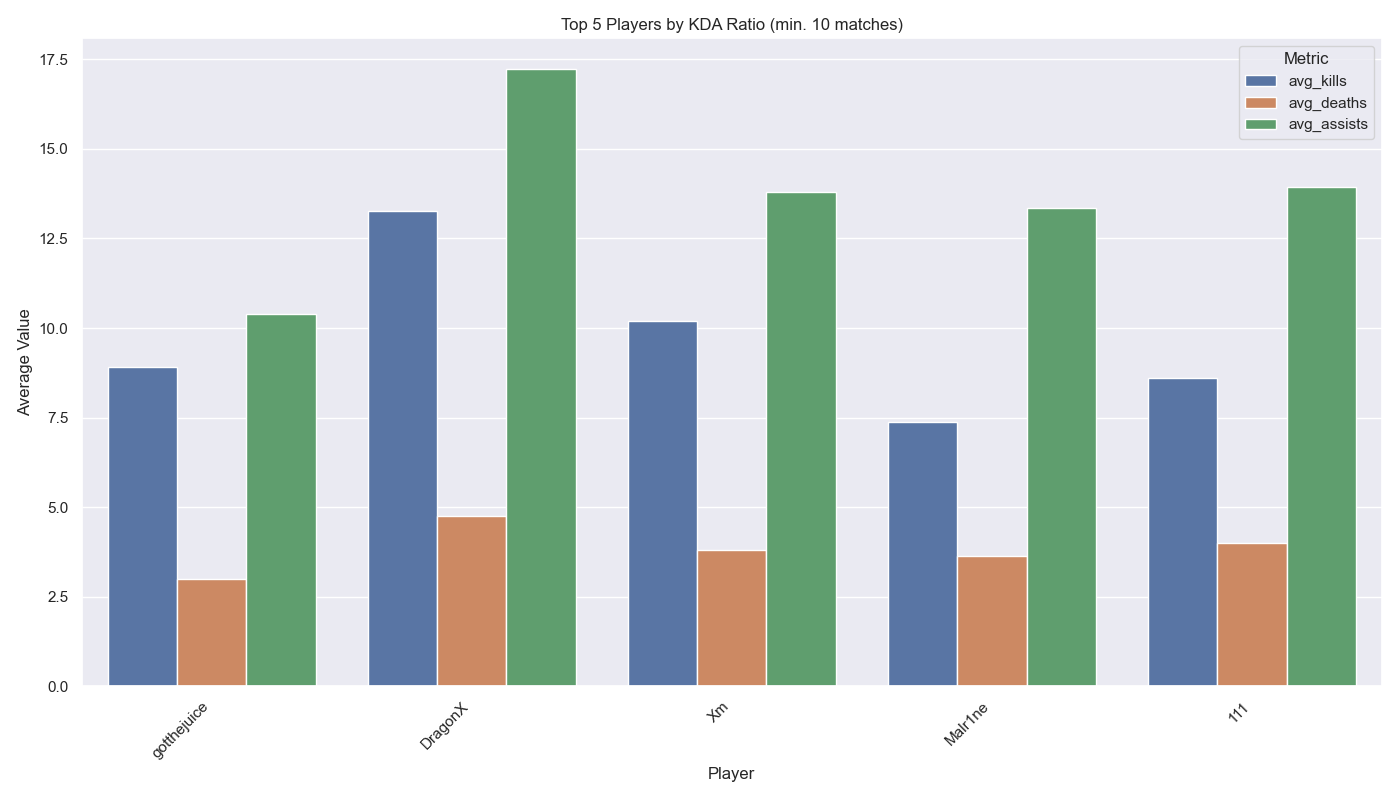 Top 5 Players by KDA Ratio (min. 10 matches)
Metric
avg_kills
avg_deaths
avg_assists
Average Value
17.5
15.0
12.5
10.0
7.5
5.0
2.5
0.0
gotthejuice
DragonX
Xm
Malr1ne
111
Player